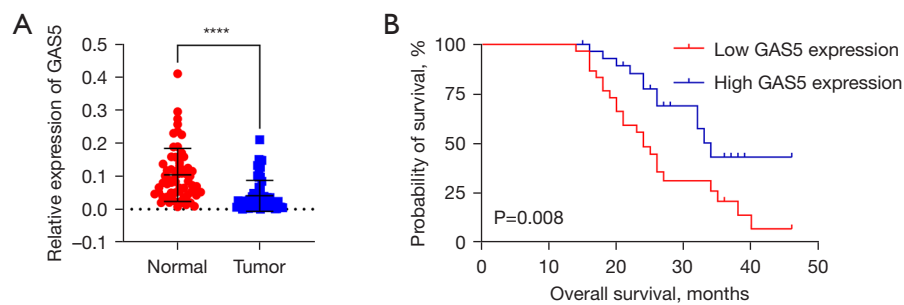 A
Relative expression of GAS5
0.5
0.4
0.3
0.2
0.1
0.0
−0.1
****
Normal
Tumor
B
Probability of survival, %
100
75
50
25
0
0
10
20
30
40
50
Overall survival, months
Low GAS5 expression
High GAS5 expression
P=0.008